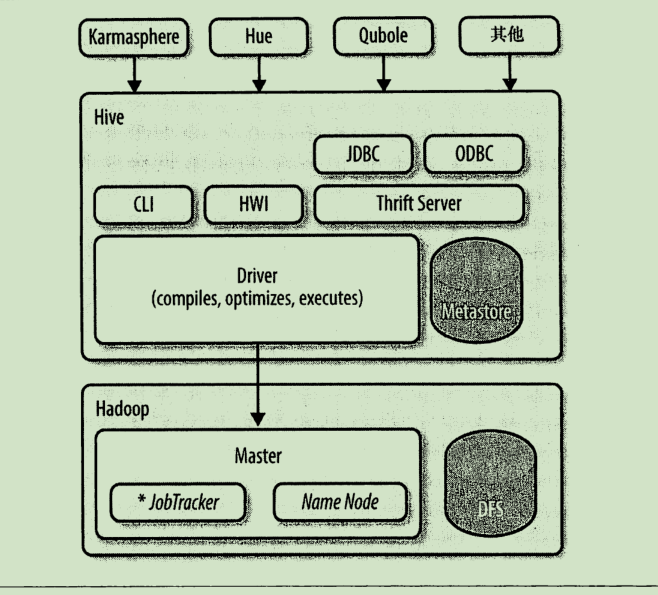 Karmasphere
Hue
Qubole
其他
Hive
JDBC
ODBC
CLI
HWI
Thrift Server
Driver
(compiles, optimizes, executes)
Metastore
Hadoop
Master
* JobTracker
Name Node
DFS